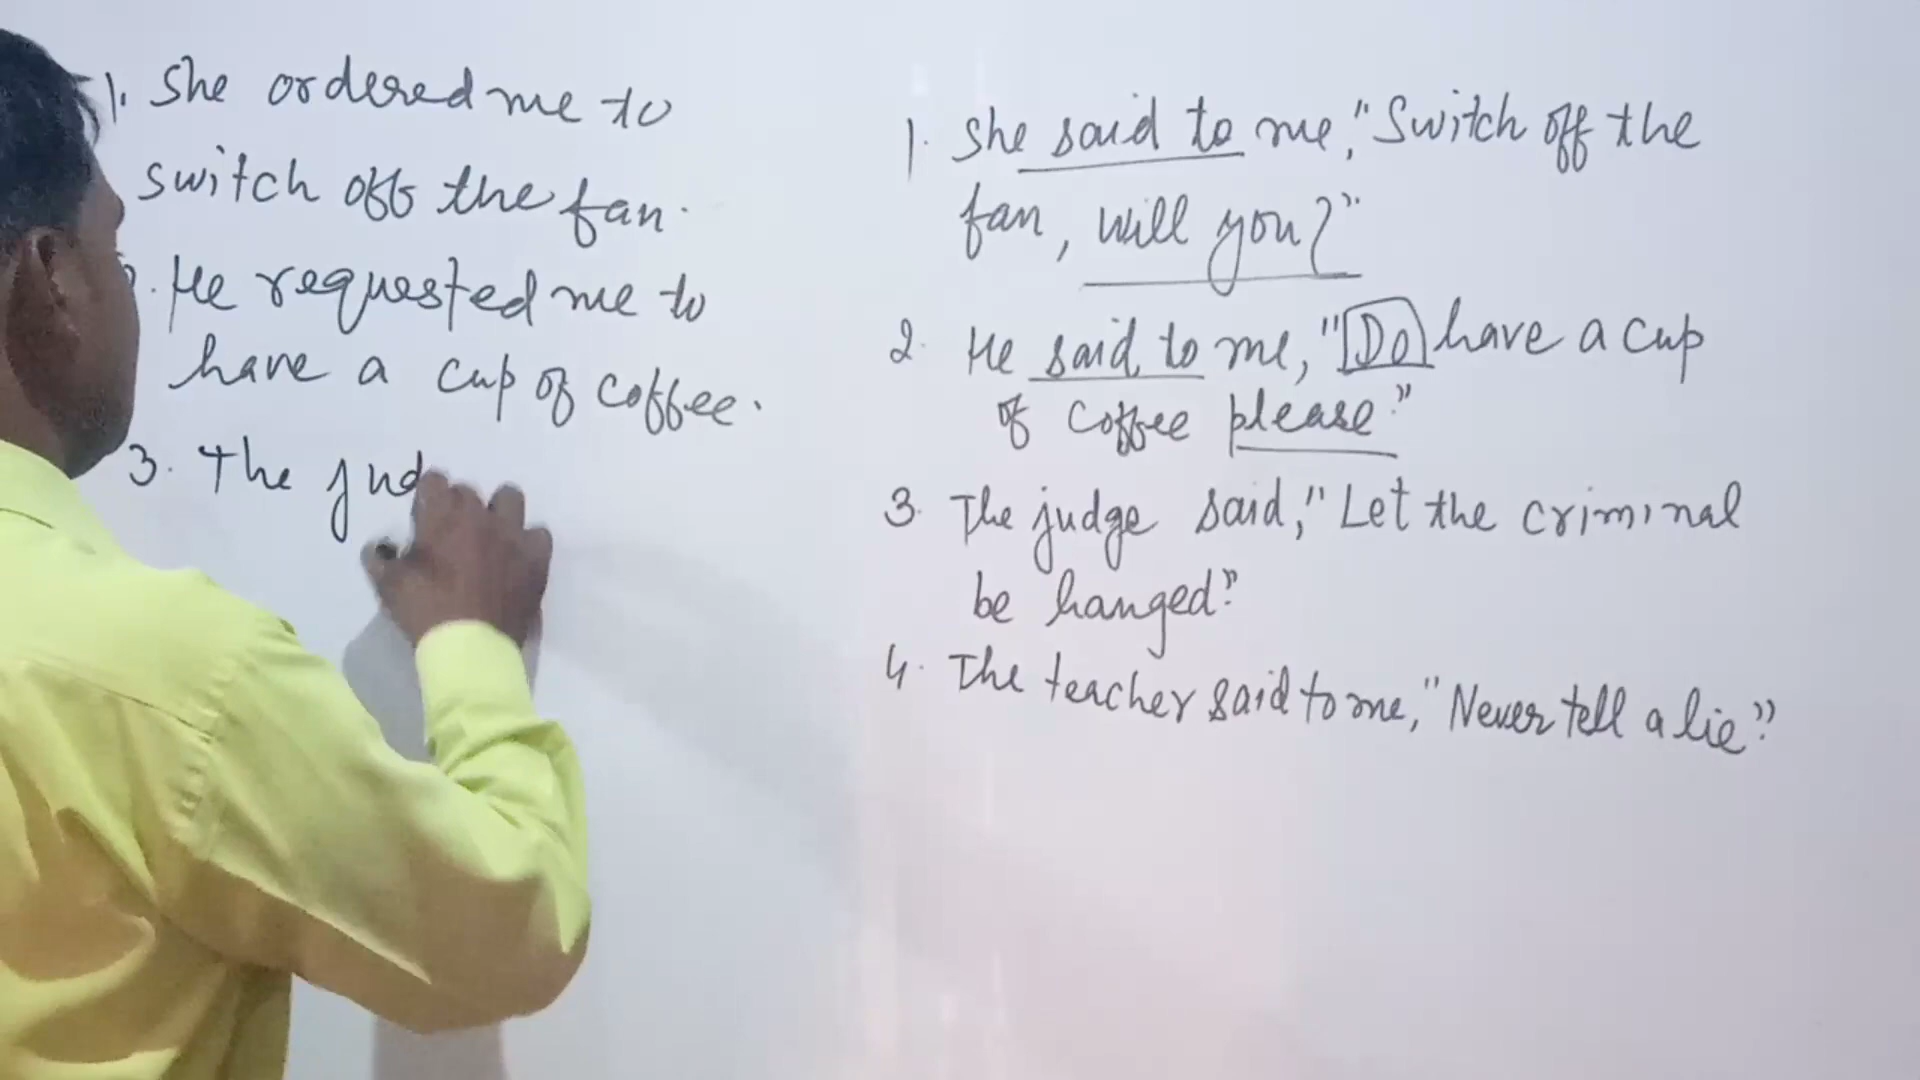 1. She ordered me to
switch off the fan.
. He requested me to
have a cup of coffee.
3. The jud
1. She said to me, "Switch off the
fan, will you?"
2. He said to me, "Do have a cup
of coffee please."
3. The judge said, "Let the criminal
be hanged."
4. The teacher said to me, "Never tell a lie."